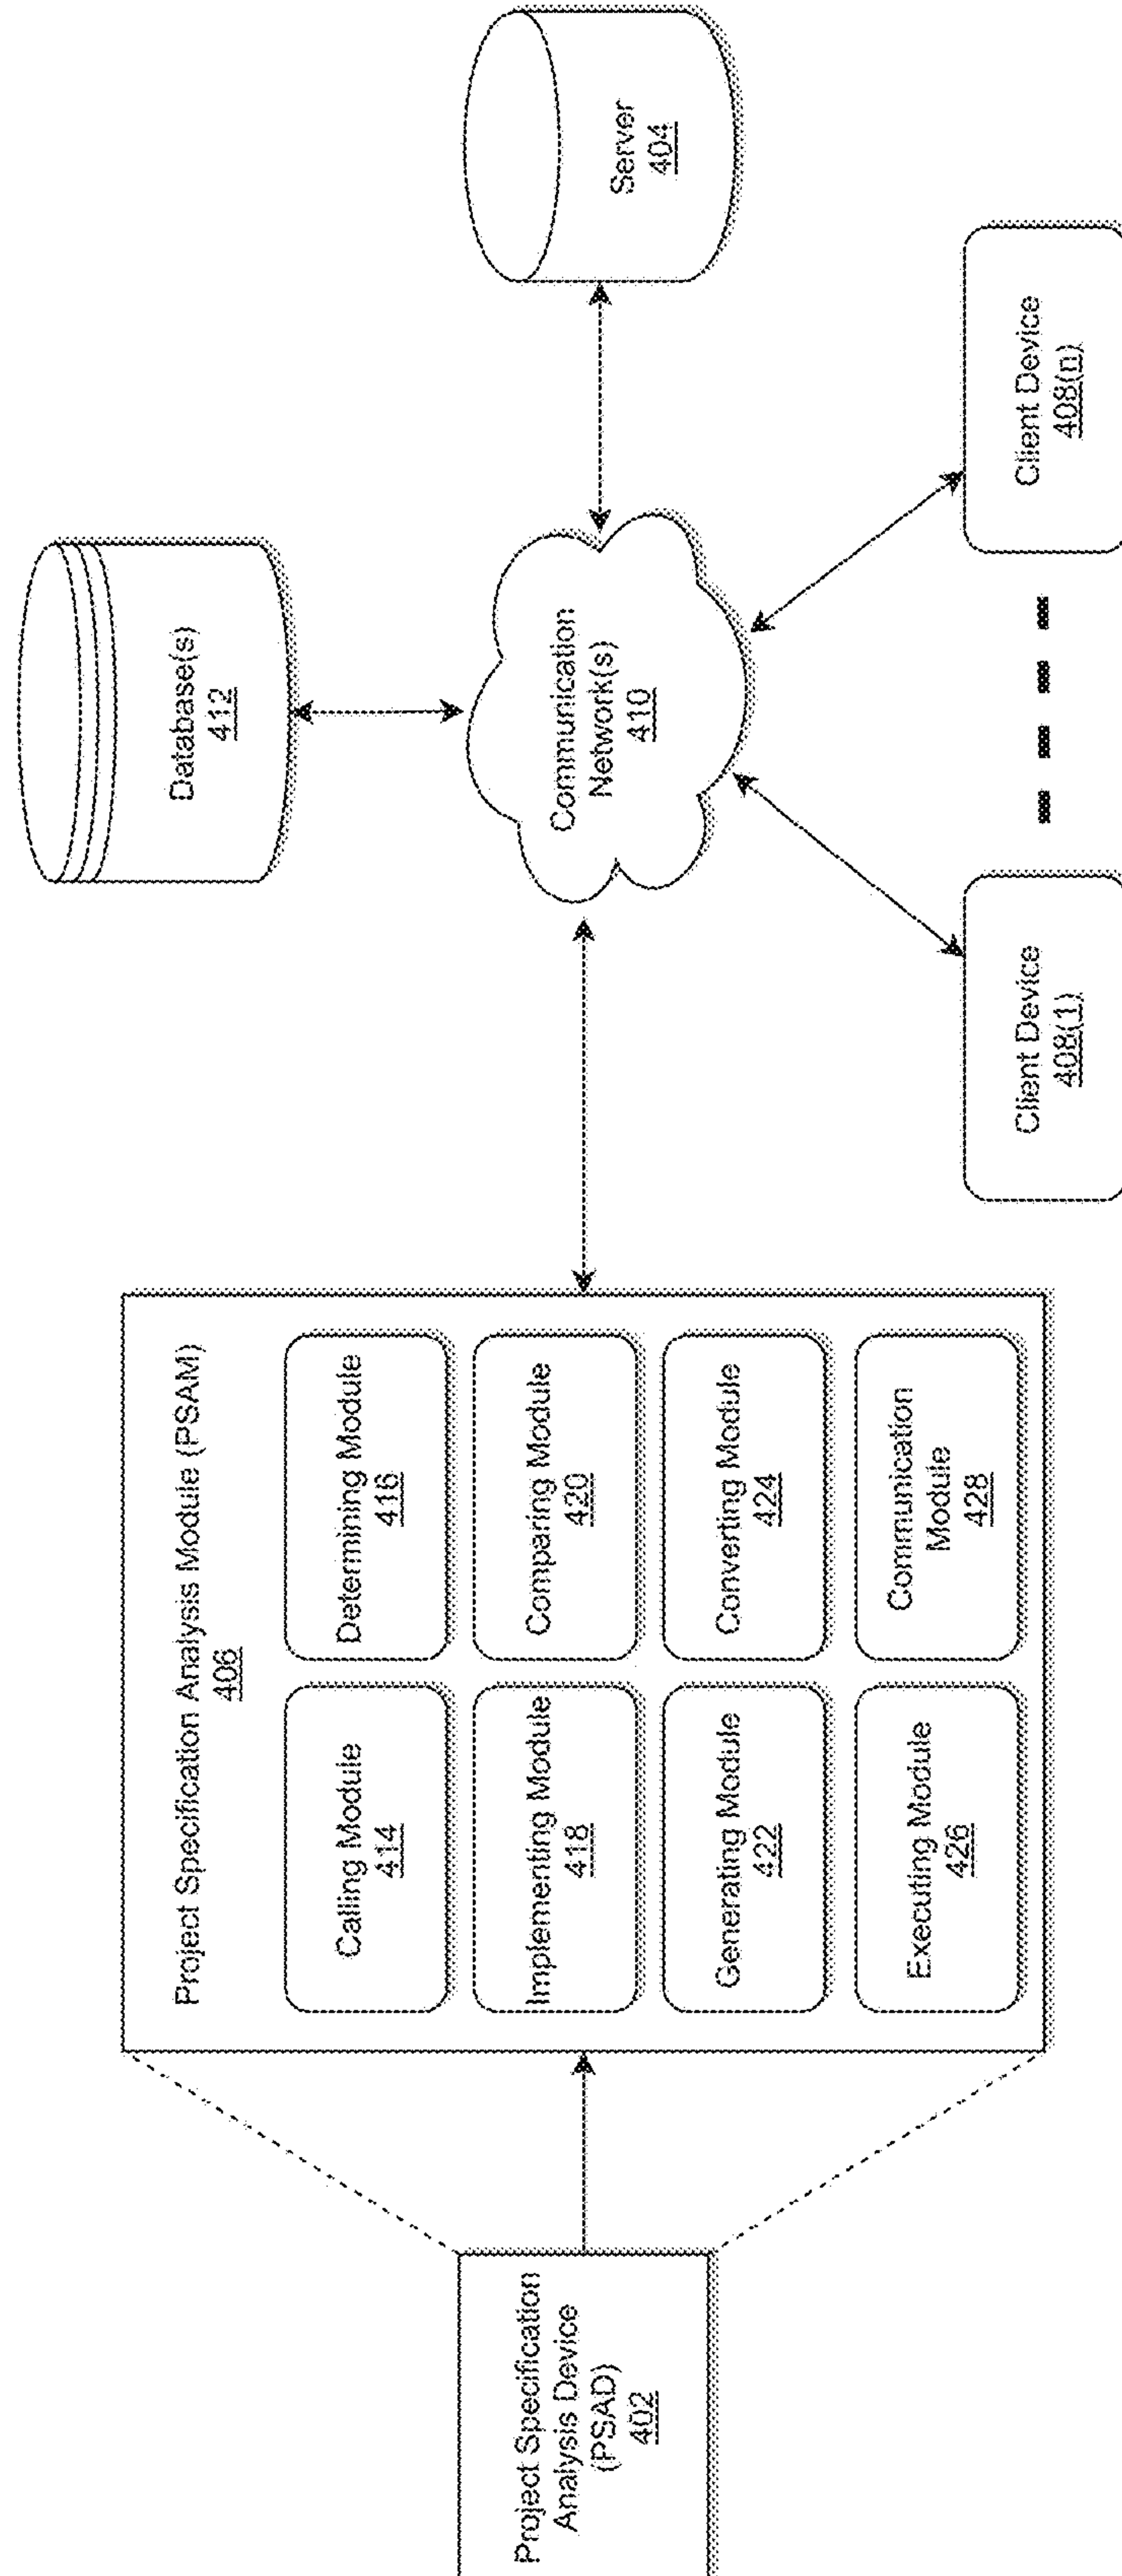 Project Specification
Analysis Device
(PSAD)
402
Project Specification Analysis Module (PSAM)
406
Calling Module
414
Determining Module
416
Implementing Module
418
Comparing Module
420
Generating Module
422
Converting Module
424
Executing Module
426
Communication
Module
428
Database(s)
412
Communication
Network(s)
410
Server
404
Client Device
408(1)
Client Device
408(n)